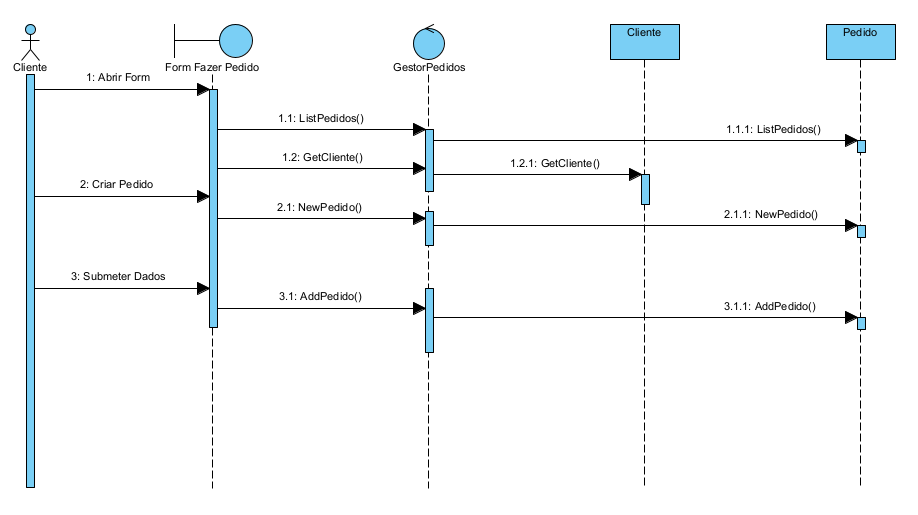 Cliente
Form Fazer Pedido
GestorPedidos
Cliente
Pedido
1: Abrir Form
1.1: ListPedidos()
1.1.1: ListPedidos()
1.2: GetCliente()
1.2.1: GetCliente()
2: Criar Pedido
2.1: NewPedido()
2.1.1: NewPedido()
3: Submeter Dados
3.1: AddPedido()
3.1.1: AddPedido()